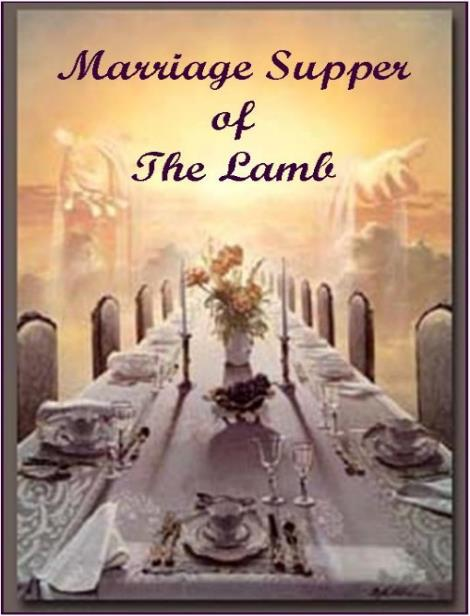 Marriage Supper
of
The Lamb